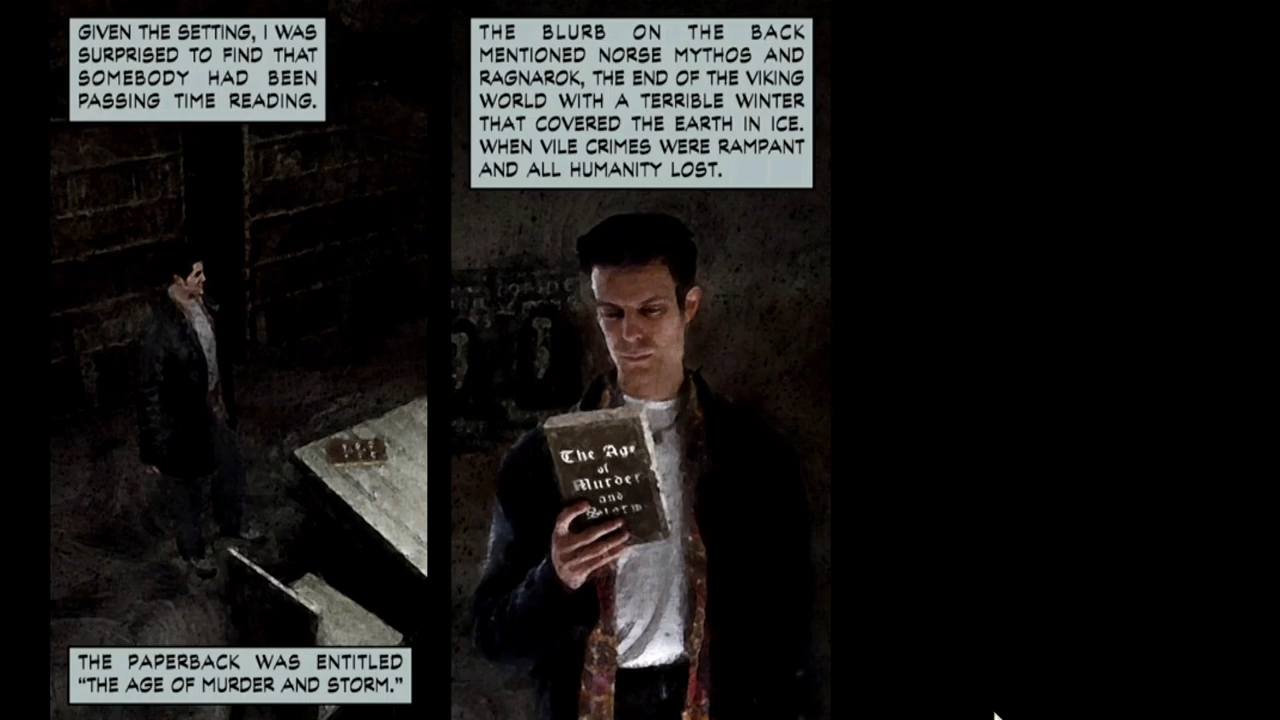 GIVEN THE SETTING, I WAS
SURPRISED TO FIND THAT
SOMEBODY HAD BEEN
PASSING TIME READING.
THE PAPERBACK WAS ENTITLED
“THE AGE OF MURDER AND STORM.”
THE BLURB ON THE BACK
MENTIONED NORSE MYTHOS AND
RAGNAROK, THE END OF THE VIKING
WORLD WITH A TERRIBLE WINTER
THAT COVERED THE EARTH IN ICE.
WHEN VILE CRIMES WERE RAMPANT
AND ALL HUMANITY LOST.
The Age
of
Murder
and
Storm